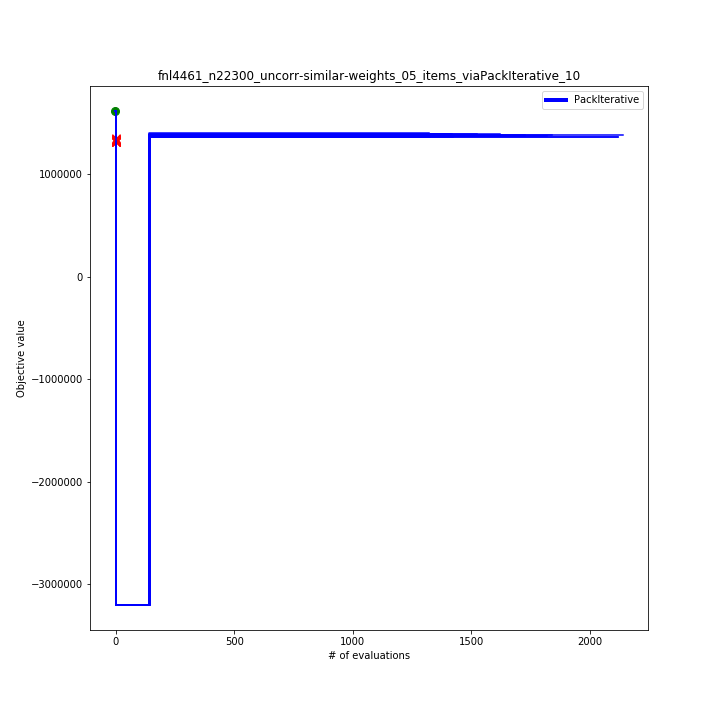 fnl4461_n22300_uncorr-similar-weights_05_items_viaPackIterative_10
PackIterative
1000000
0
−1000000
−2000000
−3000000
Objective value
0 500 1000 1500 2000
# of evaluations